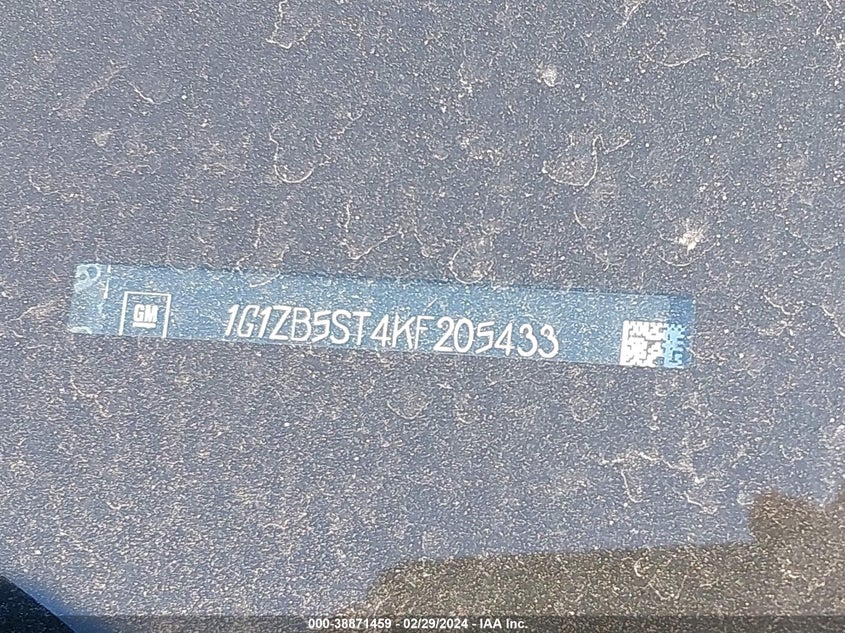 GM
1G1ZB5ST4KF205433
000-38871459 - 02/29/2024 - IAA Inc.